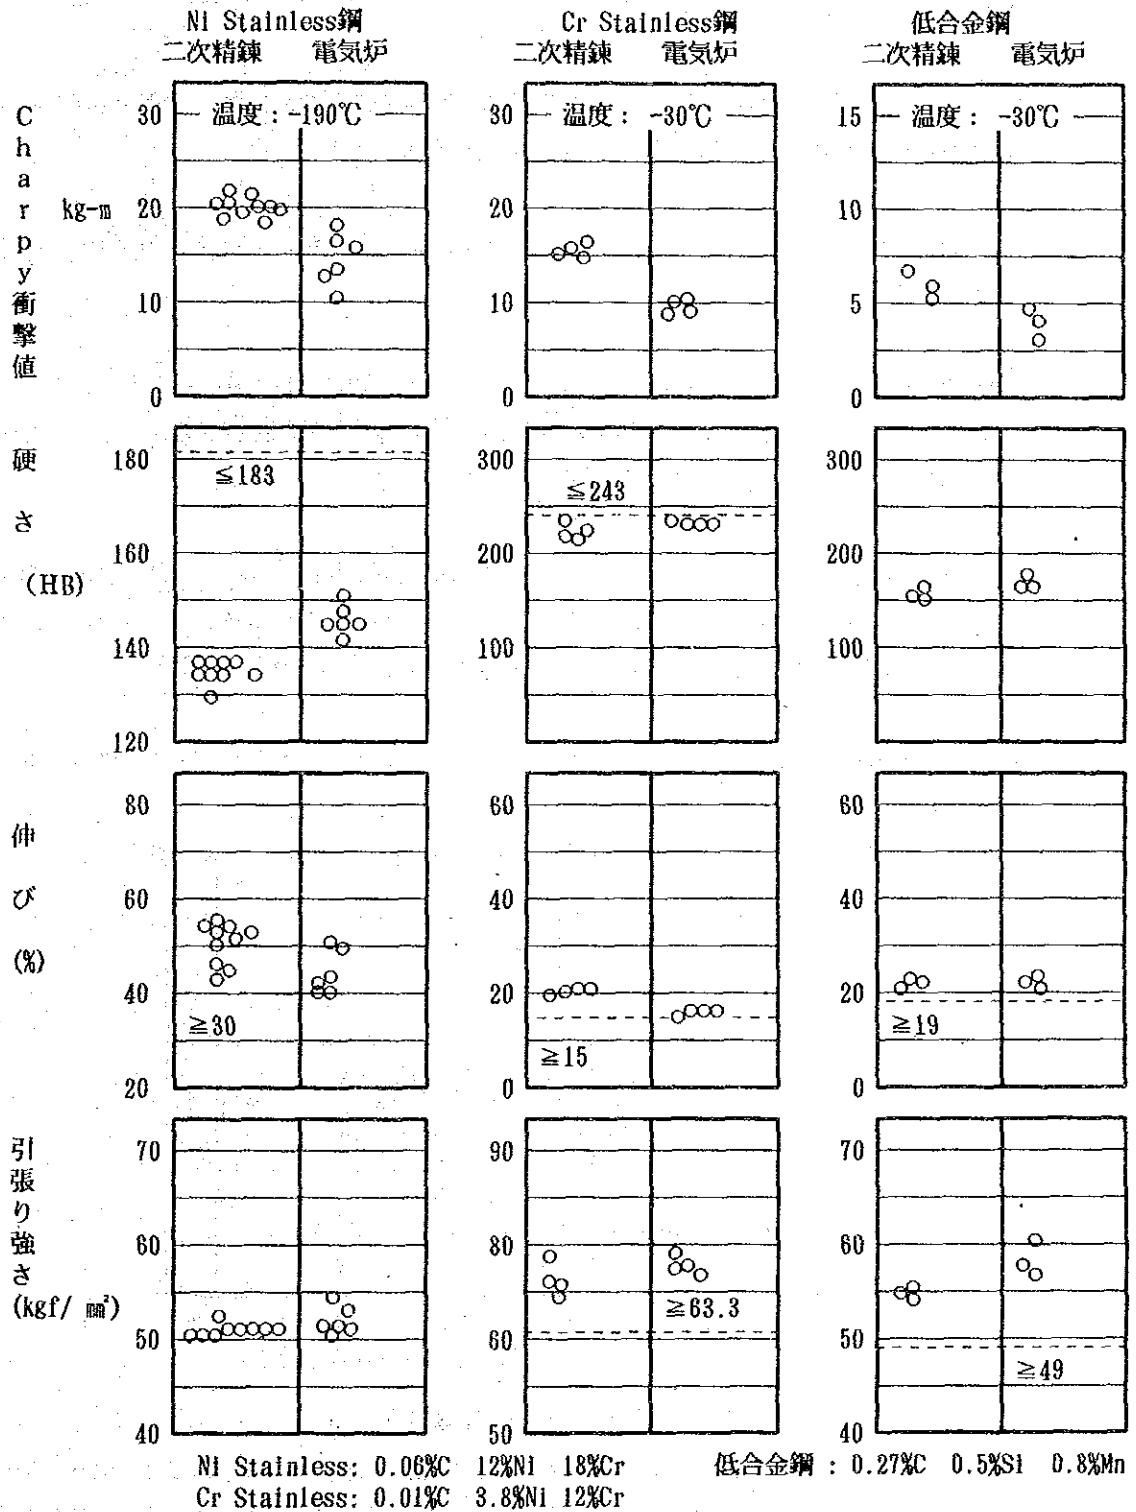 Ni Stainless鋼 Cr Stainless鋼 低合金鋼
二次精錬 電気炉 二次精錬 電気炉 二次精錬 電気炉
Charpy衝撃値
kg-m
30 20 10 0
温度：-190℃
30 20 10 0
温度： -30℃
15 10 5 0
温度： -30℃
硬さ
(HB)
180 160 140 120
≦183
300 200 100
≦243
300 200 100
伸び
(%)
80 60 40 20
≧30
60 40 20 0
≧15
60 40 20 0
≧19
引張り強さ
(kgf/㎟)
70 60 50 40
90 80 60 50
≧63.3
70 60 50 40
≧49
Ni Stainless: 0.06%C 12%Ni 18%Cr 低合金鋼 : 0.27%C 0.5%Si 0.8%Mn
Cr Stainless: 0.01%C 3.8%Ni 12%Cr